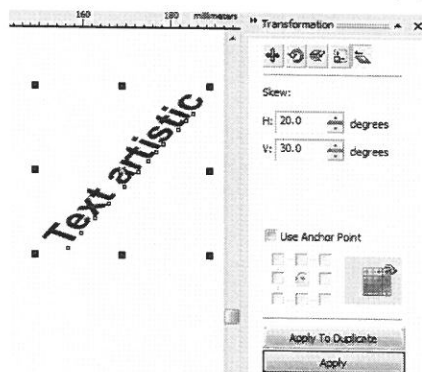 160 180 millimeters
Text artistic
Transformation
Skew:
H: 20.0 degrees
V: 30.0 degrees
Use Anchor Point
Apply To Duplicate
Apply